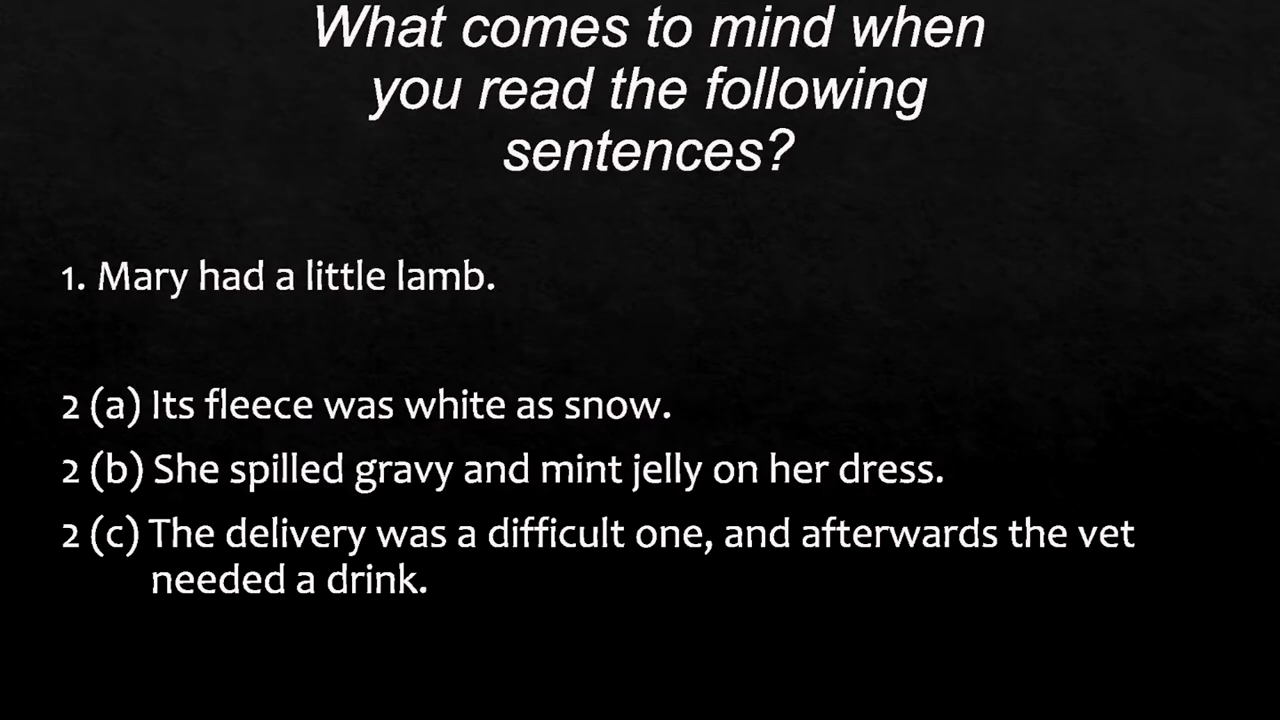 What comes to mind when
you read the following
sentences?
1. Mary had a little lamb.
2 (a) Its fleece was white as snow.
2 (b) She spilled gravy and mint jelly on her dress.
2 (c) The delivery was a difficult one, and afterwards the vet
needed a drink.